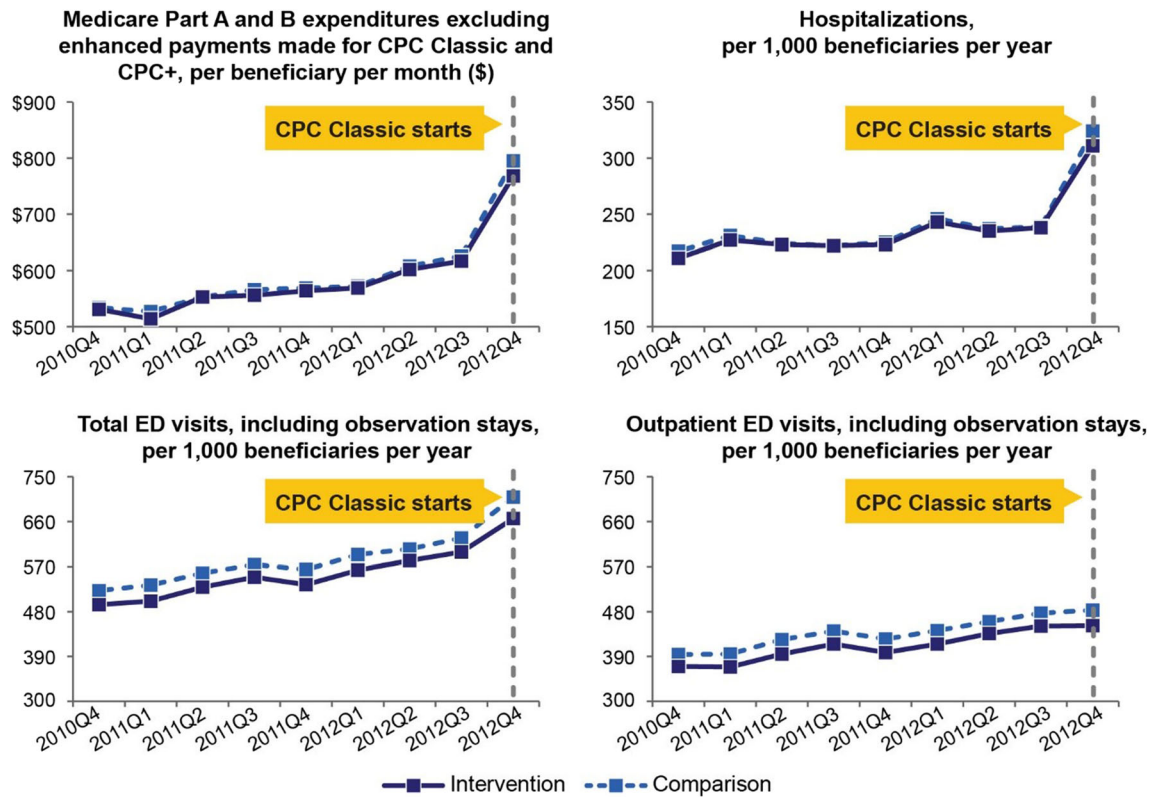 Medicare Part A and B expenditures excluding
enhanced payments made for CPC Classic and
CPC+, per beneficiary per month ($)
$900
$800
$700
$600
$500
CPC Classic starts
2010Q4
2011Q1
2011Q2
2011Q3
2011Q4
2012Q1
2012Q2
2012Q3
2012Q4
Hospitalizations,
per 1,000 beneficiaries per year
350
300
250
200
150
CPC Classic starts
2010Q4
2011Q1
2011Q2
2011Q3
2011Q4
2012Q1
2012Q2
2012Q3
2012Q4
Total ED visits, including observation stays,
per 1,000 beneficiaries per year
750
660
570
480
390
300
CPC Classic starts
2010Q4
2011Q1
2011Q2
2011Q3
2011Q4
2012Q1
2012Q2
2012Q3
2012Q4
Outpatient ED visits, including observation stays,
per 1,000 beneficiaries per year
750
660
570
480
390
300
CPC Classic starts
2010Q4
2011Q1
2011Q2
2011Q3
2011Q4
2012Q1
2012Q2
2012Q3
2012Q4
Intervention
Comparison